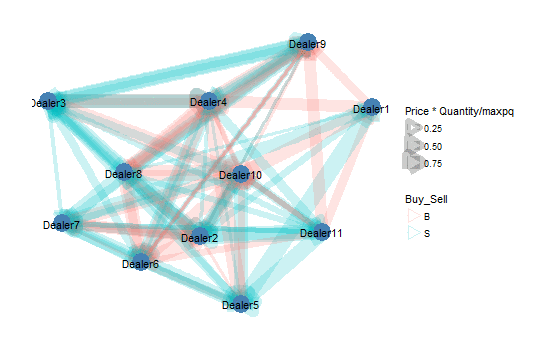 Dealer9
Dealer3
Dealer4
Dealer1
Dealer8
Dealer10
Dealer7
Dealer2
Dealer11
Dealer6
Dealer5
Price * Quantity/maxpq
0.25
0.50
0.75
Buy_Sell
B
S